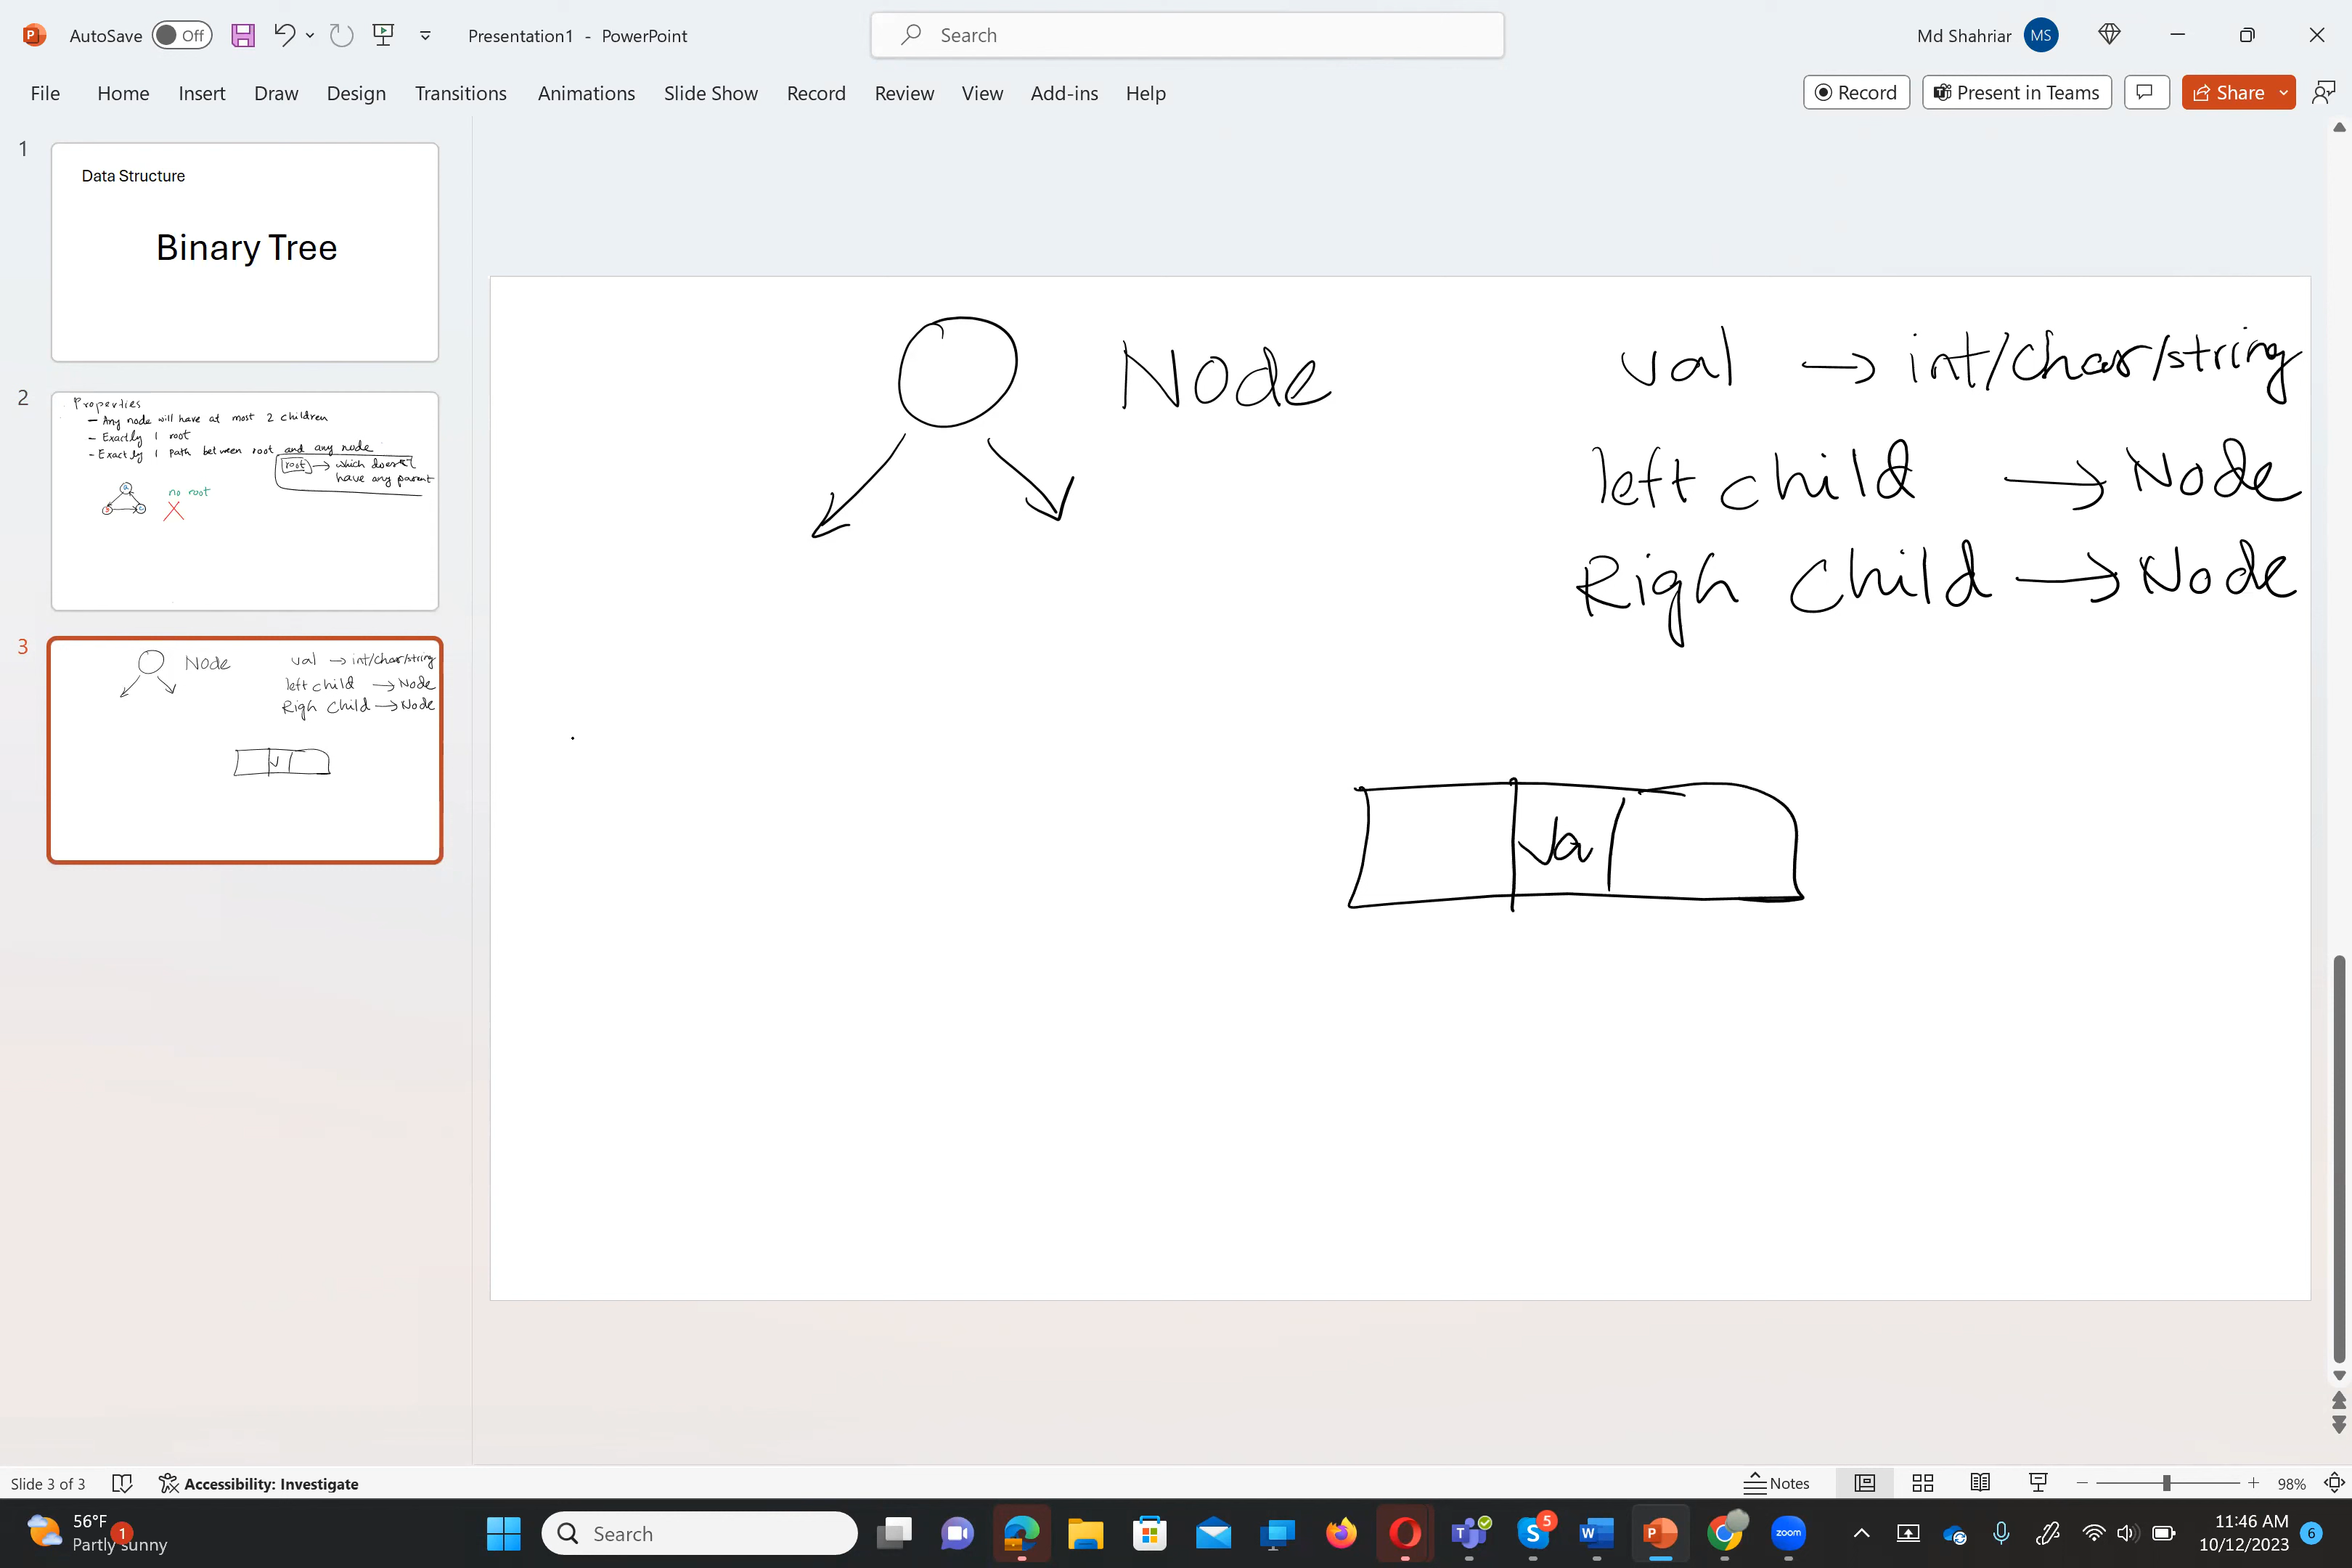 AutoSave Off Presentation1 - PowerPoint Search Md Shahriar MS
File Home Insert Draw Design Transitions Animations Slide Show Record Review View Add-ins Help Record Present in Teams Share
1
Data Structure
Binary Tree
2
Properties
- Any node will have at most 2 children
- Exactly 1 root
- Exactly 1 path between root and any node
root → which doesn't
have any parent
a
b
c
no root
3
Node
val → int/char/string
left child → Node
Righ child → Node
v
Node
val → int/char/string
left child → Node
Righ child → Node
va
Slide 3 of 3 Accessibility: Investigate Notes 98%
56°F
Partly sunny
1
Search
5
zoom
11:46 AM
10/12/2023
6